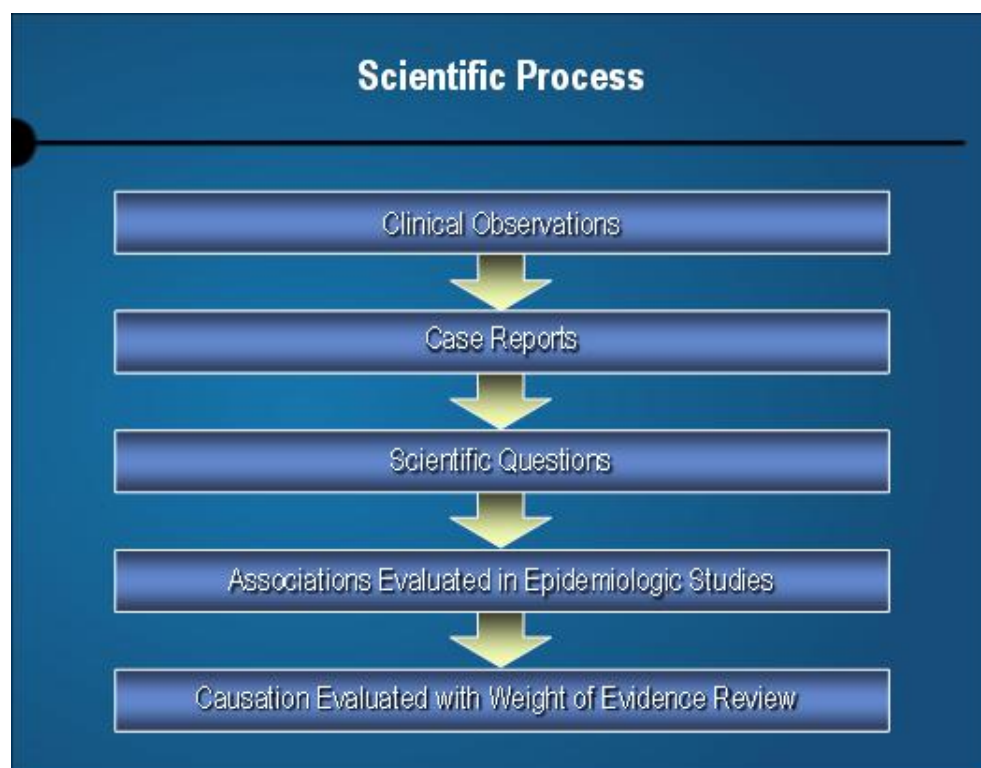 Scientific Process
Clinical Observations
Case Reports
Scientific Questions
Associations Evaluated in Epidemiologic Studies
Causation Evaluated with Weight of Evidence Review